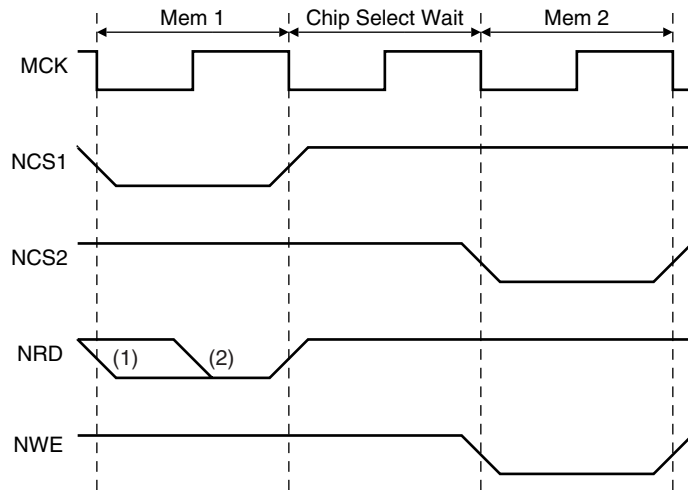 Mem 1 Chip Select Wait Mem 2
MCK
NCS1
NCS2
NRD (1) (2)
NWE